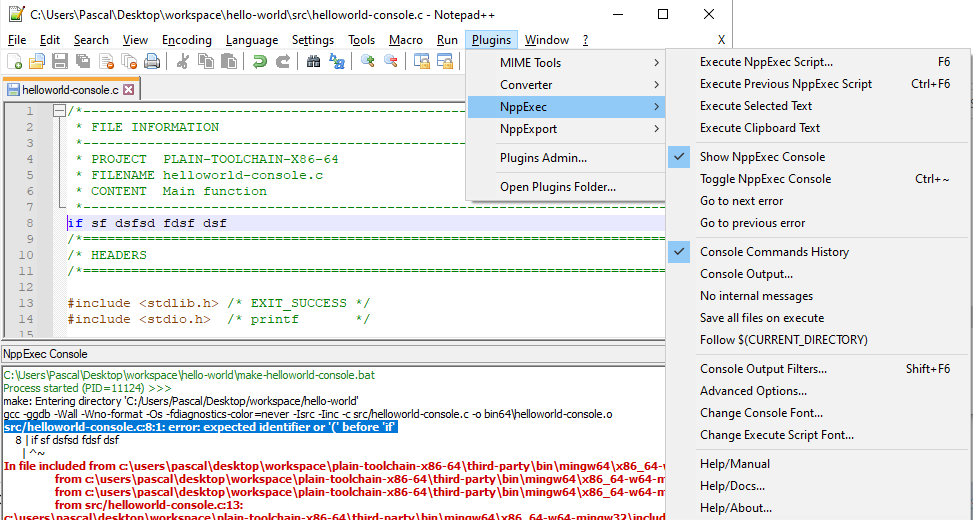 C:\Users\Pascal\Desktop\workspace\hello-world\src\helloworld-console.c - Notepad++
File Edit Search View Encoding Language Settings Tools Macro Run Plugins Window ? X
helloworld-console.c
1 /*-----------------------------------------------
2 * FILE INFORMATION
3 *-----------------------------------------------
4 * PROJECT PLAIN-TOOLCHAIN-X86-64
5 * FILENAME helloworld-console.c
6 * CONTENT Main function
7 *-----------------------------------------------
8 if sf dsfsd fdsf dsf
9 /*===============================================
10 /* HEADERS
11 /*===============================================
12
13 #include <stdlib.h> /* EXIT_SUCCESS */
14 #include <stdio.h> /* printf */
15
MIME Tools
Converter
NppExec
NppExport
Plugins Admin...
Open Plugins Folder...
Execute NppExec Script... F6
Execute Previous NppExec Script Ctrl+F6
Execute Selected Text
Execute Clipboard Text
Show NppExec Console
Toggle NppExec Console Ctrl+~
Go to next error
Go to previous error
Console Commands History
Console Output...
No internal messages
Save all files on execute
Follow $(CURRENT_DIRECTORY)
Console Output Filters... Shift+F6
Advanced Options...
Change Console Font...
Change Execute Script Font...
Help/Manual
Help/Docs...
Help/About...
NppExec Console
C:\Users\Pascal\Desktop\workspace\hello-world\make-helloworld-console.bat
Process started (PID=11124) >>>
make: Entering directory 'C:/Users/Pascal/Desktop/workspace/hello-world'
gcc -ggdb -Wall -Wno-format -Os -fdiagnostics-color=never -Isrc -Iinc -c src/helloworld-console.c -o bin64\helloworld-console.o
src/helloworld-console.c:8:1: error: expected identifier or '(' before 'if'
8 | if sf dsfsd fdsf dsf
| ^~
In file included from c:\users\pascal\desktop\workspace\plain-toolchain-x86-64\third-party\bin\mingw64\x86_64-w
from c:\users\pascal\desktop\workspace\plain-toolchain-x86-64\third-party\bin\mingw64\x86_64-w64-m
from c:\users\pascal\desktop\workspace\plain-toolchain-x86-64\third-party\bin\mingw64\x86_64-w64-m
from src/helloworld-console.c:13:
c:\users\pascal\desktop\workspace\plain-toolchain-x86-64\third-party\bin\mingw64\x86_64-w64-mingw32\includ